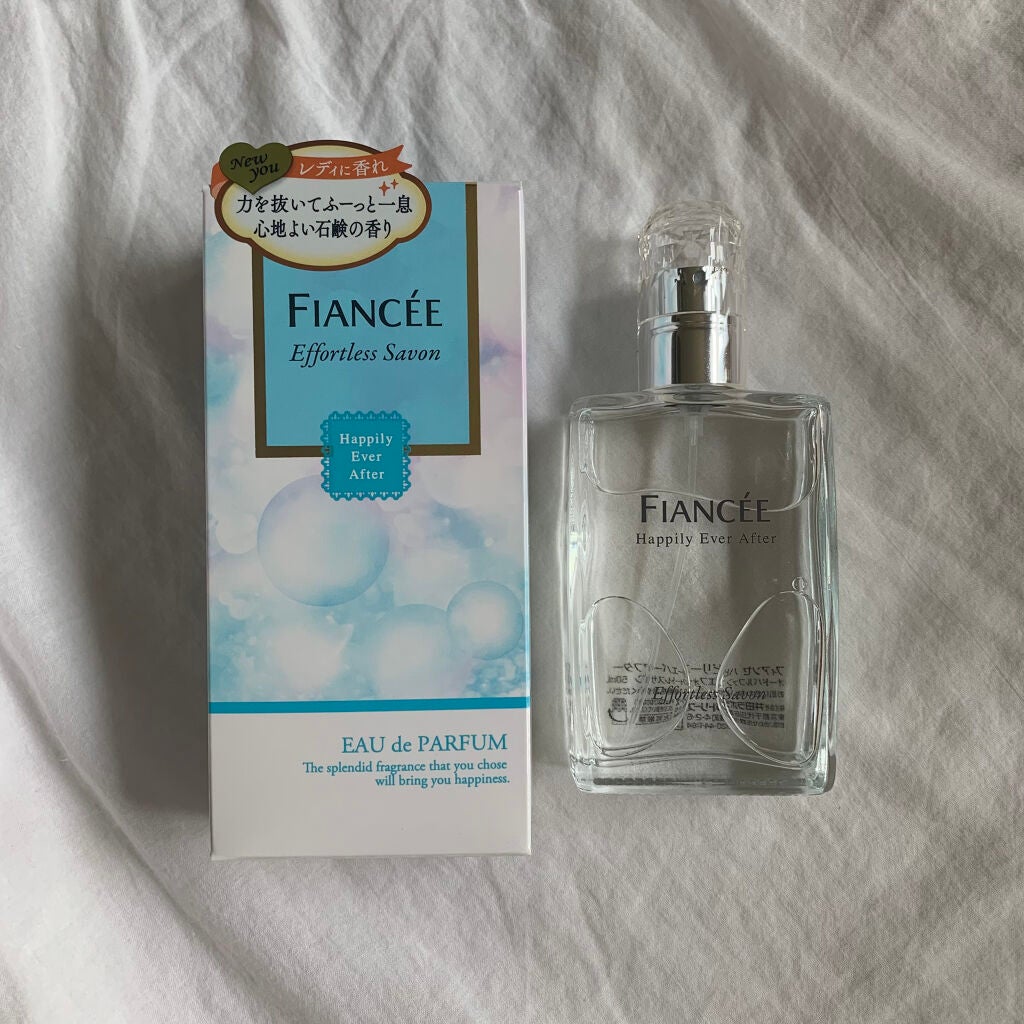 New
you
レディに香れ
力を抜いてふーっと一息
心地よい石鹸の香り
FIANCÉE
Effortless Savon
Happily
Ever
After
EAU de PARFUM
The splendid fragrance that you chose
will bring you happiness.
FIANCÉE
Happily Ever After
Effortless Savon